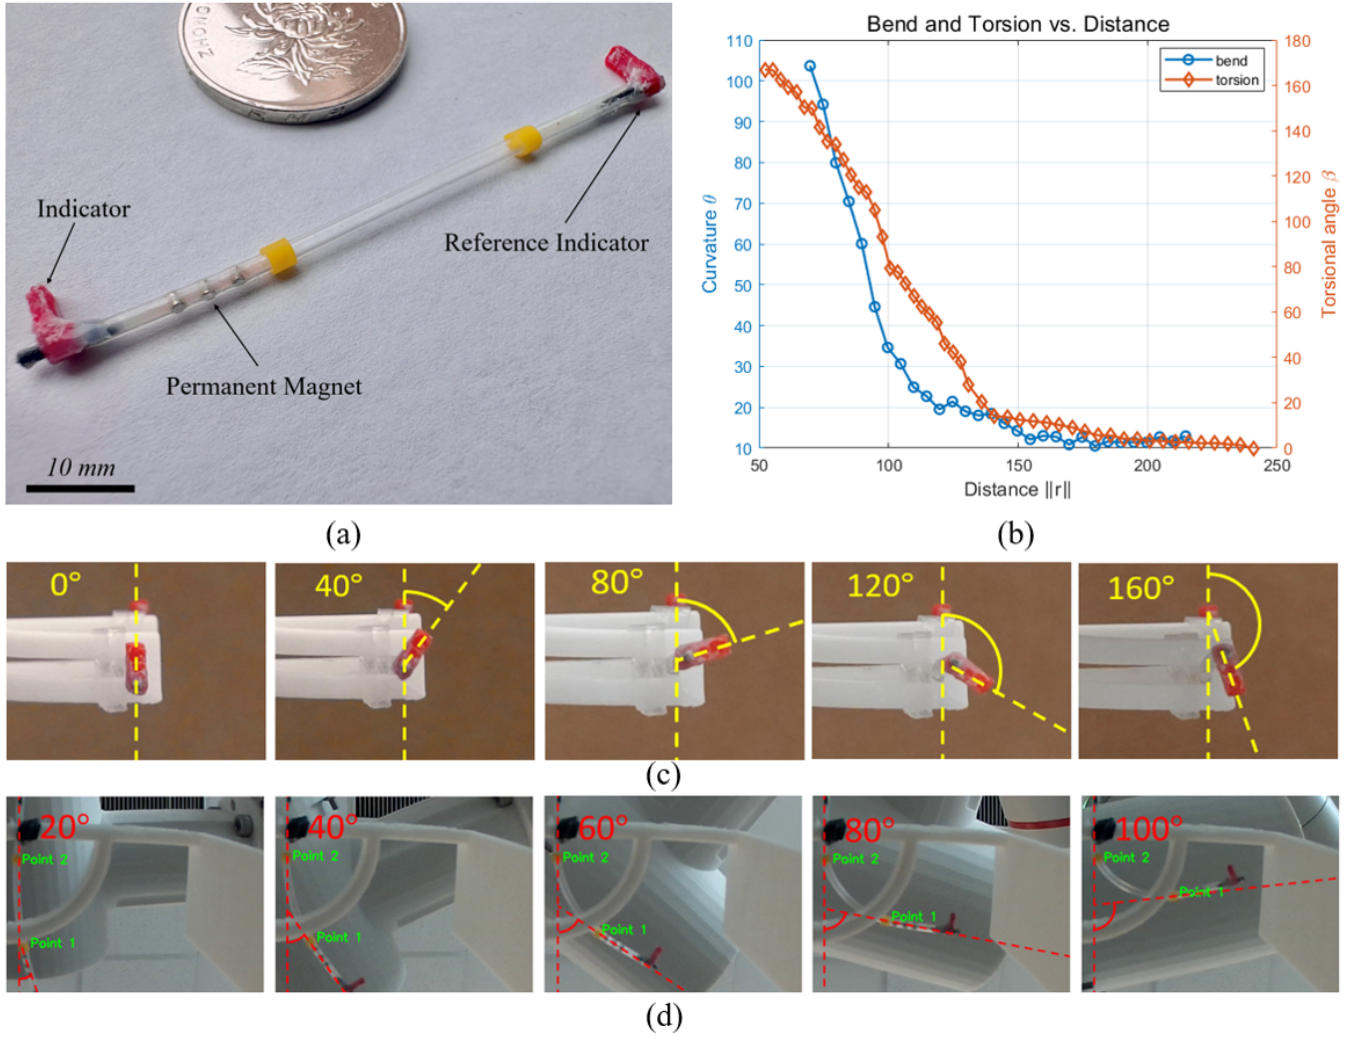 Indicator
Reference Indicator
Permanent Magnet
10 mm
(a)
Bend and Torsion vs. Distance
bend
torsion
110
100
90
80
70
60
50
40
30
20
10
Curvature θ
180
160
140
120
100
80
60
40
20
0
Torsional angle β
50
100
150
200
250
Distance ||r||
(b)
0°
40°
80°
120°
160°
(c)
20°
Point 2
Point 1
40°
Point 2
Point 1
60°
Point 2
Point 1
80°
Point 2
Point 1
100°
Point 2
Point 1
(d)